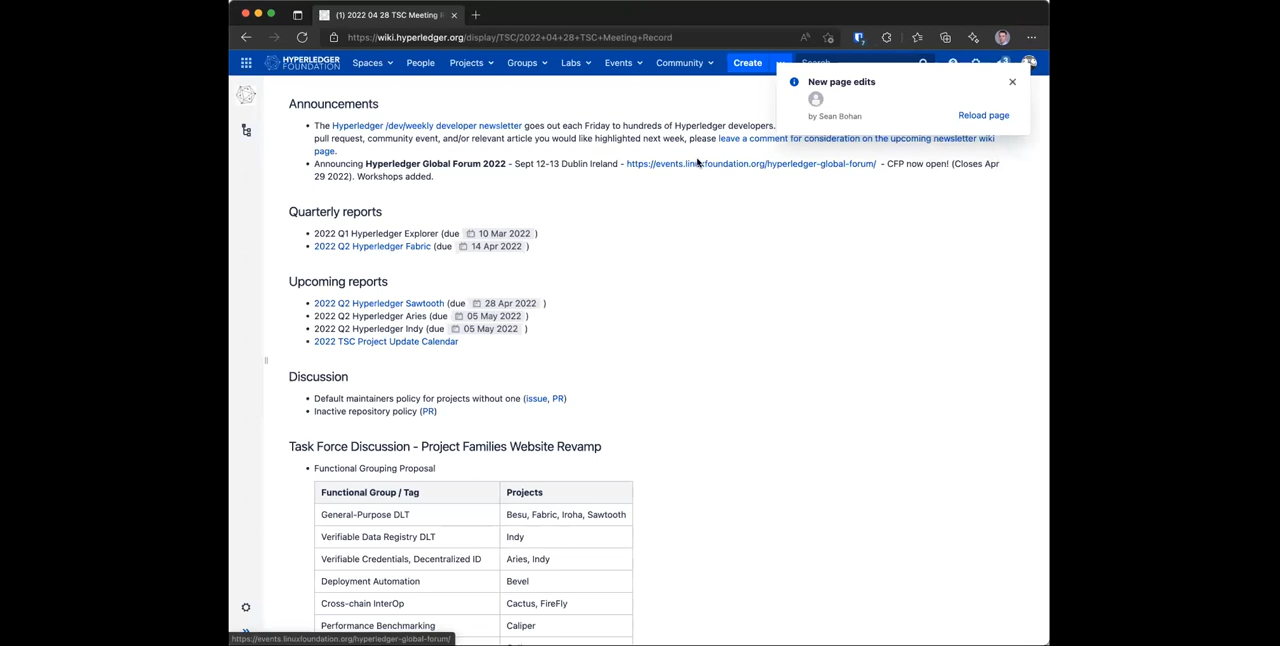 (1) 2022 04 28 TSC Meeting R
https://wiki.hyperledger.org/display/TSC/2022+04+28+TSC+Meeting+Record
HYPERLEDGER FOUNDATION Spaces People Projects Groups Labs Events Community Create Search 3
New page edits
by Sean Bohan
Reload page
Announcements
• The Hyperledger /dev/weekly developer newsletter goes out each Friday to hundreds of Hyperledger developers.
pull request, community event, and/or relevant article you would like highlighted next week, please leave a comment for consideration on the upcoming newsletter wiki
page.
• Announcing Hyperledger Global Forum 2022 - Sept 12-13 Dublin Ireland - https://events.linuxfoundation.org/hyperledger-global-forum/ - CFP now open! (Closes Apr
29 2022). Workshops added.
Quarterly reports
• 2022 Q1 Hyperledger Explorer (due 10 Mar 2022 )
• 2022 Q2 Hyperledger Fabric (due 14 Apr 2022 )
Upcoming reports
• 2022 Q2 Hyperledger Sawtooth (due 28 Apr 2022 )
• 2022 Q2 Hyperledger Aries (due 05 May 2022 )
• 2022 Q2 Hyperledger Indy (due 05 May 2022 )
• 2022 TSC Project Update Calendar
Discussion
• Default maintainers policy for projects without one (issue, PR)
• Inactive repository policy (PR)
Task Force Discussion - Project Families Website Revamp
• Functional Grouping Proposal
Functional Group / Tag Projects
General-Purpose DLT Besu, Fabric, Iroha, Sawtooth
Verifiable Data Registry DLT Indy
Verifiable Credentials, Decentralized ID Aries, Indy
Deployment Automation Bevel
Cross-chain InterOp Cactus, FireFly
Performance Benchmarking Caliper
https://events.linuxfoundation.org/hyperledger-global-forum/